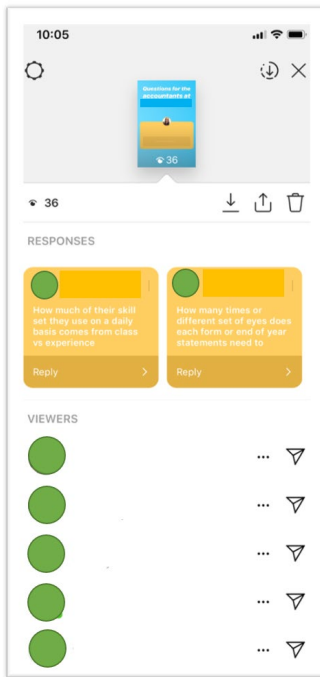 10:05
Questions for the
accountants at
36
36
RESPONSES
How much of their skill
set they use on a daily
basis comes from class
vs experience
How many times or
different set of eyes does
each form or end of year
statements need to
Reply
Reply
VIEWERS